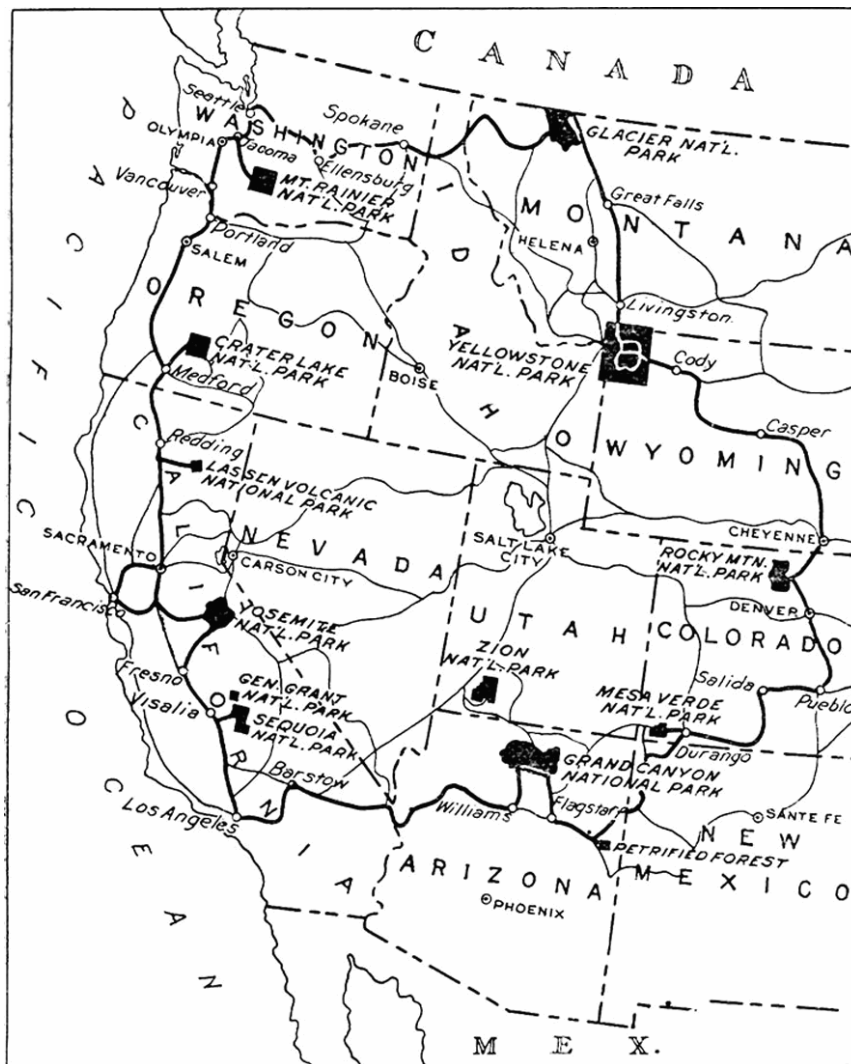 CANADA
Seattle
WASHINGTON
Spokane
GLACIER NAT'L.
PARK
OLYMPIA
Tacoma
Ellensburg
MT. RAINIER
NAT'L. PARK
Vancouver
Great Falls
MONTANA
HELENA
Portland
SALEM
IDAHO
Livingston
OREGON
CRATER LAKE
NAT'L. PARK
YELLOWSTONE
NAT'L. PARK
Cody
Medford
BOISE
Casper
Redding
WYOMING
LASSEN VOLCANIC
NATIONAL PARK
CALIFORNIA
NEVADA
SACRAMENTO
CARSON CITY
SALT LAKE
CITY
CHEYENNE
ROCKY MTN.
NAT'L. PARK
San Francisco
YOSEMITE
NAT'L. PARK
UTAH
COLORADO
DENVER
ZION
NAT'L. PARK
Fresno
GEN. GRANT
NAT'L. PARK
Salida
Pueblo
Visalia
SEQUOIA
NAT'L. PARK
MESA VERDE
NAT'L. PARK
Durango
GRAND CANYON
NATIONAL PARK
Barstow
Los Angeles
Williams
Flagstaff
SANTE FE
NEW
MEXICO
PETRIFIED FOREST
ARIZONA
PHOENIX
PACIFIC
OCEAN
MEX.